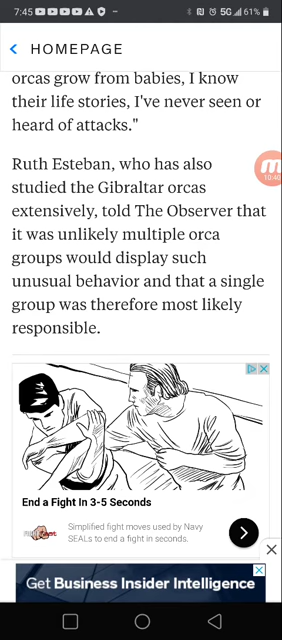 7:45
5G 61%
HOMEPAGE
orcas grow from babies, I know
their life stories, I've never seen or
heard of attacks."
10:40
Ruth Esteban, who has also
studied the Gibraltar orcas
extensively, told The Observer that
it was unlikely multiple orca
groups would display such
unusual behavior and that a single
group was therefore most likely
responsible.
End a Fight In 3-5 Seconds
Simplified fight moves used by Navy
SEALs to end a fight in seconds.
Get Business Insider Intelligence